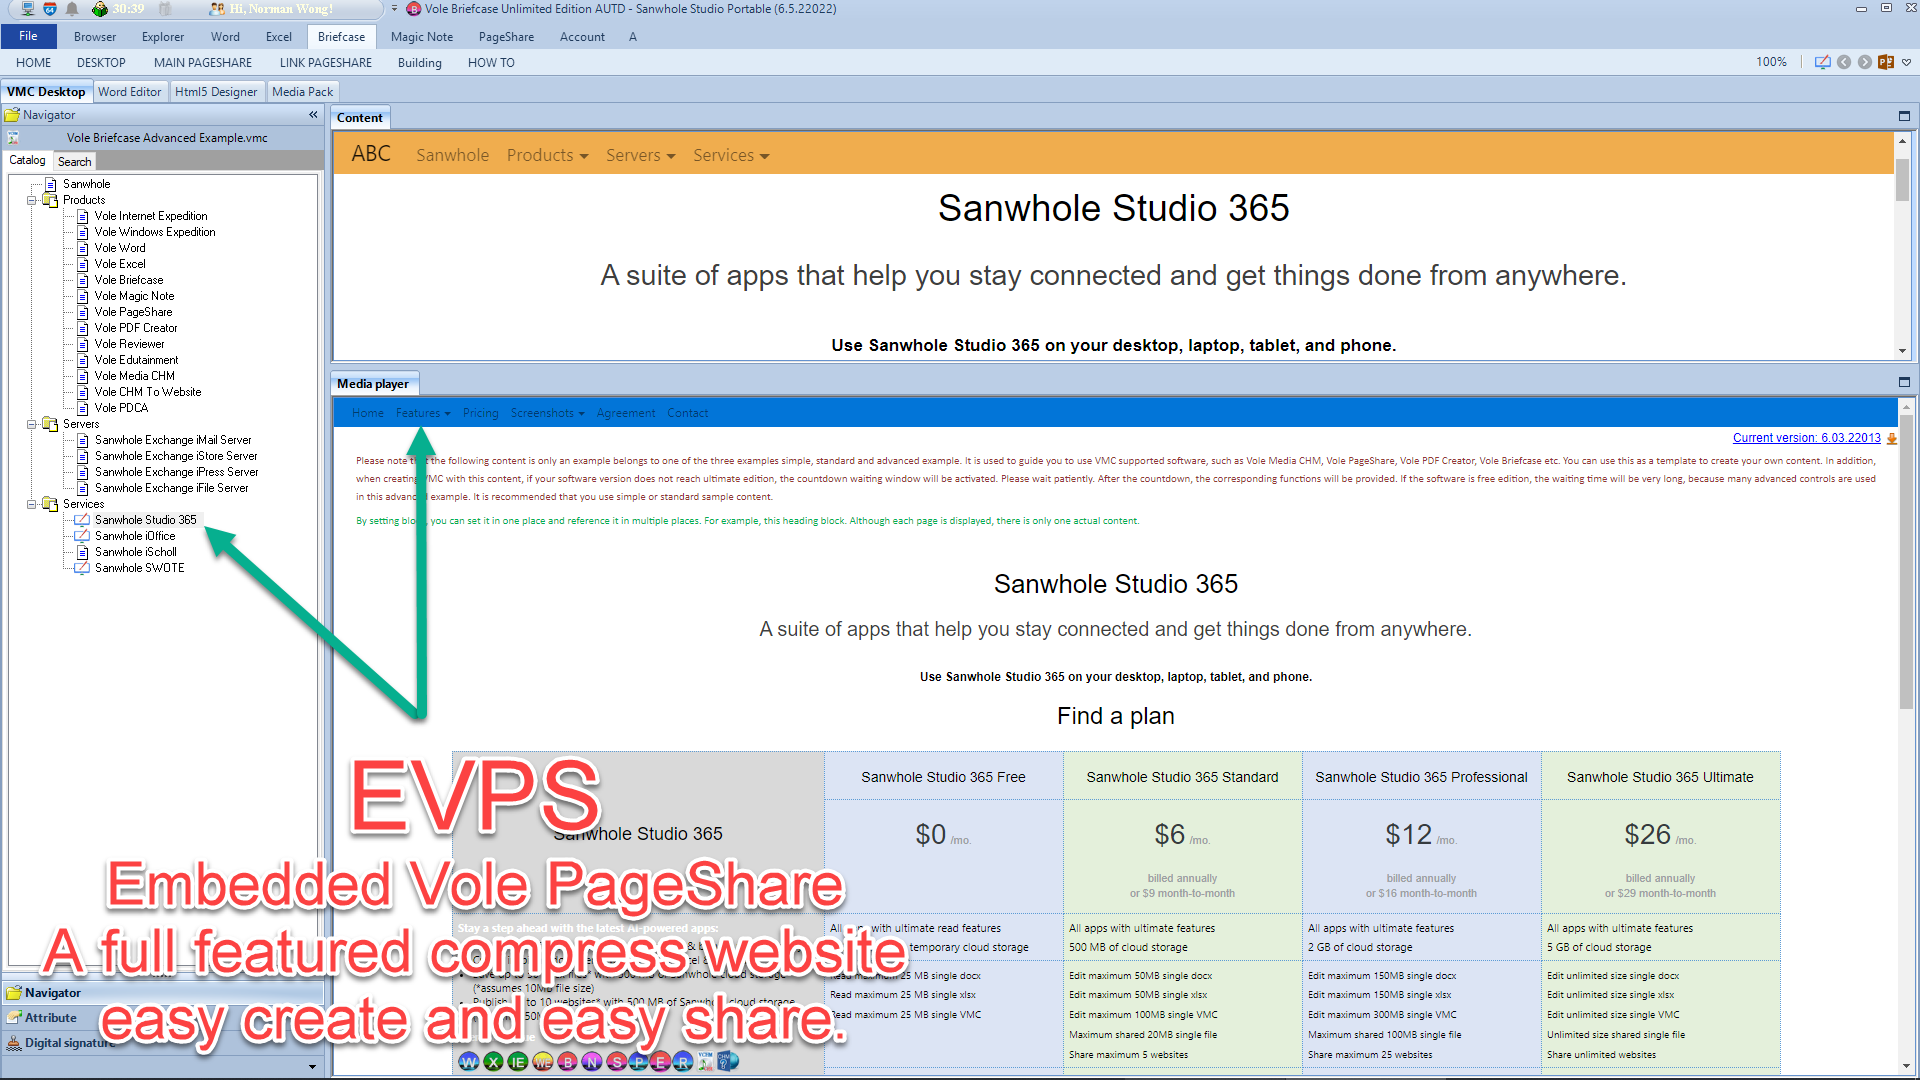 30:39 Hi, Norman Wong! Vole Briefcase Unlimited Edition AUTD - Sanwhole Studio Portable (6.5.22022)
File Browser Explorer Word Excel Briefcase Magic Note PageShare Account A
HOME DESKTOP MAIN PAGESHARE LINK PAGESHARE Building HOW TO 100%
VMC Desktop Word Editor Html5 Designer Media Pack
Navigator
Vole Briefcase Advanced Example.vmc
Catalog Search
Sanwhole
Products
Vole Internet Expedition
Vole Windows Expedition
Vole Word
Vole Excel
Vole Briefcase
Vole Magic Note
Vole PageShare
Vole PDF Creator
Vole Reviewer
Vole Edutainment
Vole Media CHM
Vole CHM To Website
Vole PDCA
Servers
Sanwhole Exchange iMail Server
Sanwhole Exchange iStore Server
Sanwhole Exchange iPress Server
Sanwhole Exchange iFile Server
Services
Sanwhole Studio 365
Sanwhole iOffice
Sanwhole iScholl
Sanwhole SWOTE
Navigator
Attribute
Digital signature
Content
ABC Sanwhole Products Servers Services
Sanwhole Studio 365
A suite of apps that help you stay connected and get things done from anywhere.
Use Sanwhole Studio 365 on your desktop, laptop, tablet, and phone.
Media player
Home Features Pricing Screenshots Agreement Contact
Current version: 6.03.22013
Please note that the following content is only an example belongs to one of the three examples simple, standard and advanced example. It is used to guide you to use VMC supported software, such as Vole Media CHM, Vole PageShare, Vole PDF Creator, Vole Briefcase etc. You can use this as a template to create your own content. In addition,
when creating VMC with this content, if your software version does not reach ultimate edition, the countdown waiting window will be activated. Please wait patiently. After the countdown, the corresponding functions will be provided. If the software is free edition, the waiting time will be very long, because many advanced controls are used
in this advanced example. It is recommended that you use simple or standard sample content.
By setting block, you can set it in one place and reference it in multiple places. For example, this heading block. Although each page is displayed, there is only one actual content.
Sanwhole Studio 365
A suite of apps that help you stay connected and get things done from anywhere.
Use Sanwhole Studio 365 on your desktop, laptop, tablet, and phone.
Find a plan
Sanwhole Studio 365
Sanwhole Studio 365 Free Sanwhole Studio 365 Standard Sanwhole Studio 365 Professional Sanwhole Studio 365 Ultimate
$0 /mo. $6 /mo. $12 /mo. $26 /mo.
billed annually billed annually billed annually
or $9 month-to-month or $16 month-to-month or $29 month-to-month
Stay a step ahead with the latest AI-powered apps:
(*assumes 10MB file size)
All apps with ultimate read features All apps with ultimate features All apps with ultimate features All apps with ultimate features
temporary cloud storage 500 MB of cloud storage 2 GB of cloud storage 5 GB of cloud storage
Read maximum 25 MB single docx Edit maximum 50MB single docx Edit maximum 150MB single docx Edit unlimited size single docx
Read maximum 25 MB single xlsx Edit maximum 50MB single xlsx Edit maximum 150MB single xlsx Edit unlimited size single xlsx
Read maximum 25 MB single VMC Edit maximum 100MB single VMC Edit maximum 300MB single VMC Edit unlimited size single VMC
Maximum shared 20MB single file Maximum shared 100MB single file Unlimited size shared single file
Share maximum 5 websites Share maximum 25 websites Share unlimited websites
EVPS
Embedded Vole PageShare
A full featured compress website
easy create and easy share.